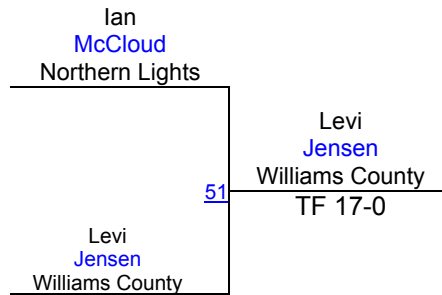 Ian
McCloud
Northern Lights
Levi
Jensen
Williams County
51
TF 17-0
Levi
Jensen
Williams County